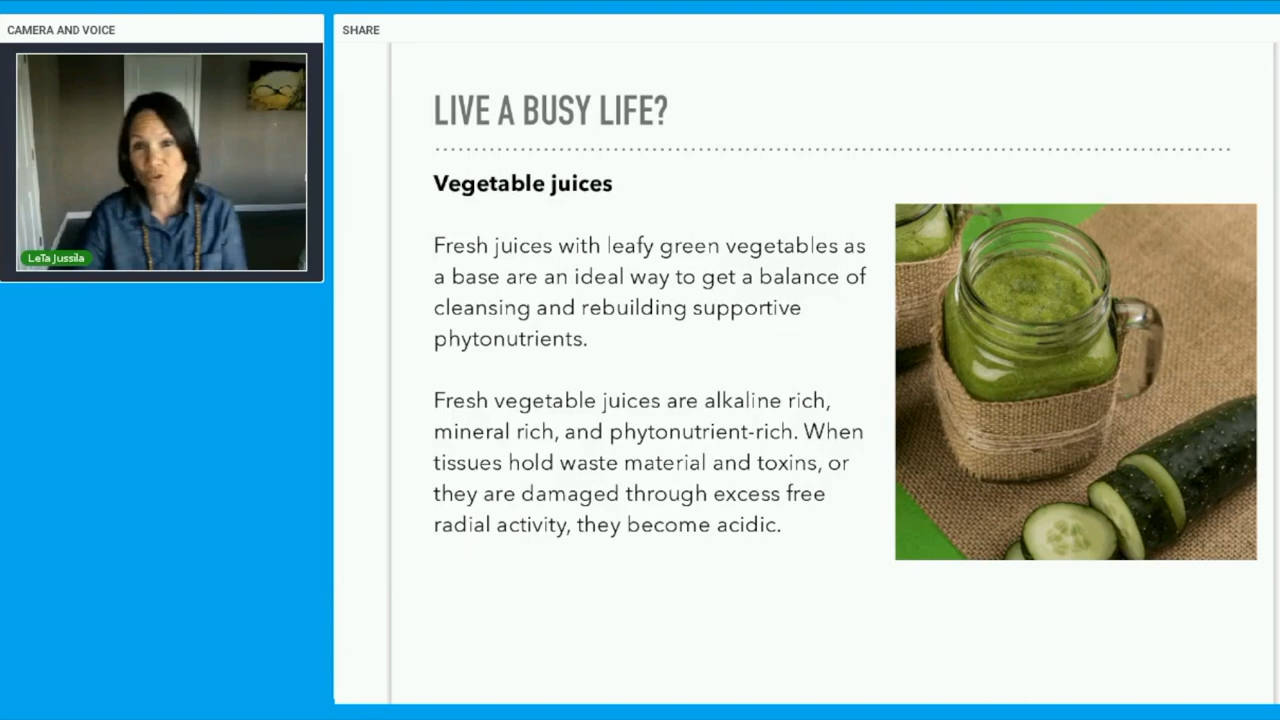 CAMERA AND VOICE
SHARE
LeTa Jussila
LIVE A BUSY LIFE?
Vegetable juices
Fresh juices with leafy green vegetables as
a base are an ideal way to get a balance of
cleansing and rebuilding supportive
phytonutrients.
Fresh vegetable juices are alkaline rich,
mineral rich, and phytonutrient-rich. When
tissues hold waste material and toxins, or
they are damaged through excess free
radial activity, they become acidic.